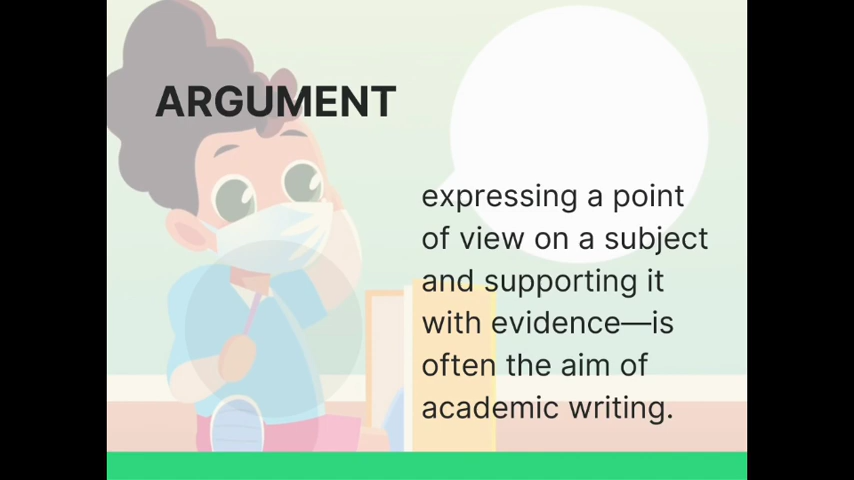 ARGUMENT
expressing a point
of view on a subject
and supporting it
with evidence—is
often the aim of
academic writing.